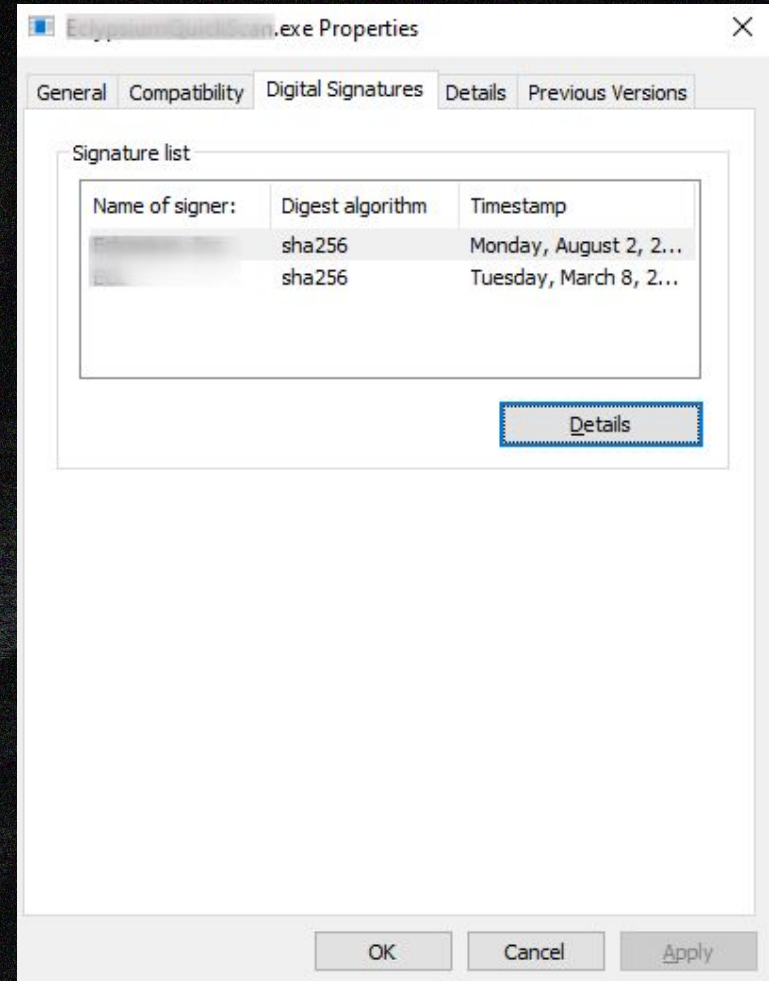 .exe Properties
General Compatibility Digital Signatures Details Previous Versions
Signature list
Name of signer: Digest algorithm Timestamp
sha256 Monday, August 2, 2...
sha256 Tuesday, March 8, 2...
Details
OK Cancel Apply